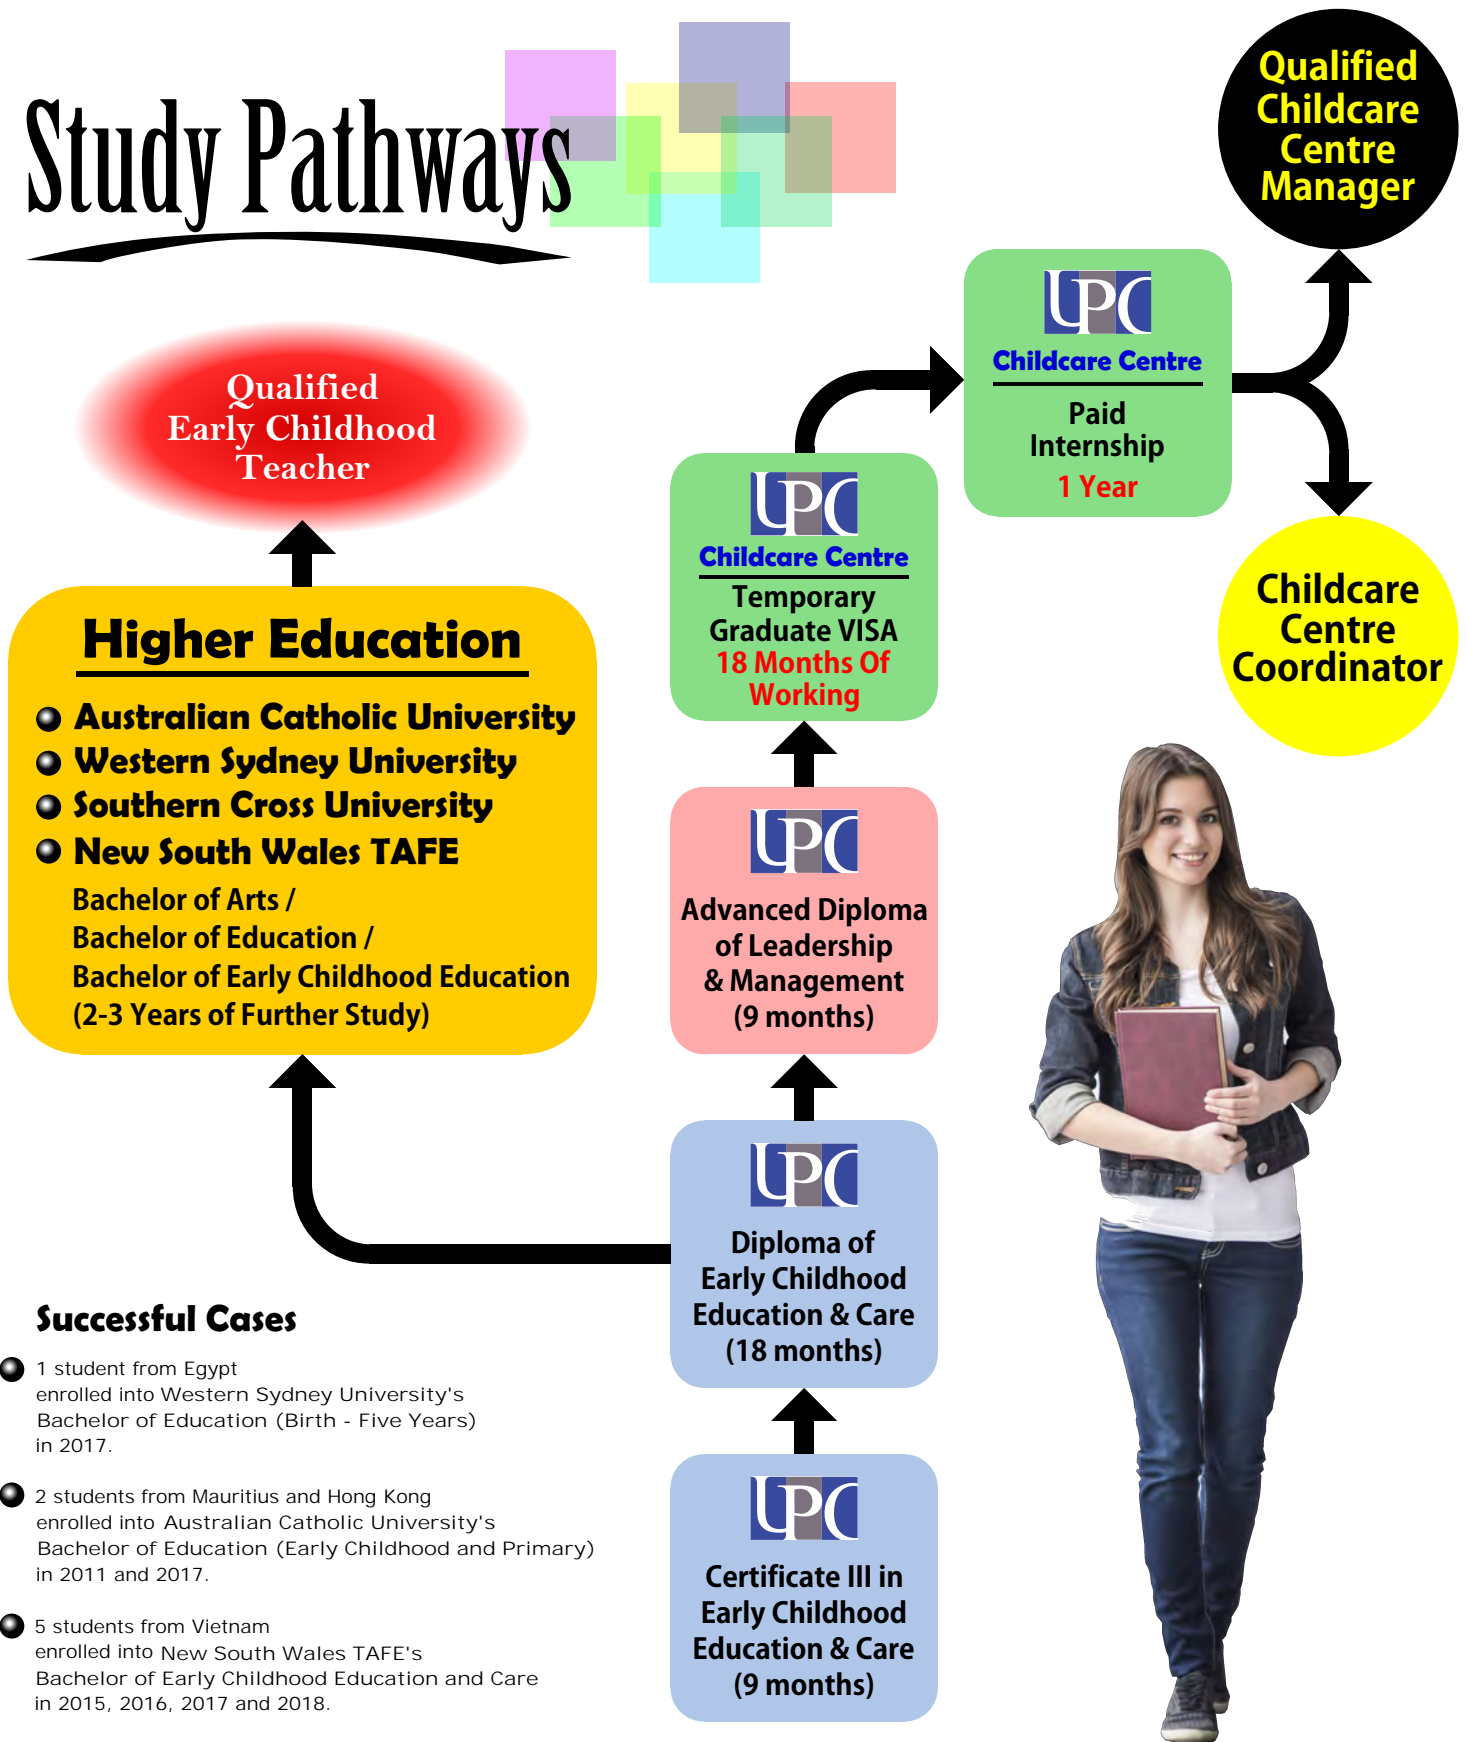 Study Pathways
Qualified
Childcare
Centre
Manager
UPC
Childcare Centre
Paid
Internship
1 Year
Qualified
Early Childhood
Teacher
UPC
Childcare Centre
Temporary
Graduate VISA
18 Months Of
Working
Childcare
Centre
Coordinator
Higher Education
Australian Catholic University
Western Sydney University
Southern Cross University
New South Wales TAFE
Bachelor of Arts /
Bachelor of Education /
Bachelor of Early Childhood Education
(2-3 Years of Further Study)
UPC
Advanced Diploma
of Leadership
& Management
(9 months)
UPC
Diploma of
Early Childhood
Education & Care
(18 months)
Successful Cases
1 student from Egypt
enrolled into Western Sydney University's
Bachelor of Education (Birth - Five Years)
in 2017.
2 students from Mauritius and Hong Kong
enrolled into Australian Catholic University's
Bachelor of Education (Early Childhood and Primary)
in 2011 and 2017.
5 students from Vietnam
enrolled into New South Wales TAFE's
Bachelor of Early Childhood Education and Care
in 2015, 2016, 2017 and 2018.
UPC
Certificate III in
Early Childhood
Education & Care
(9 months)